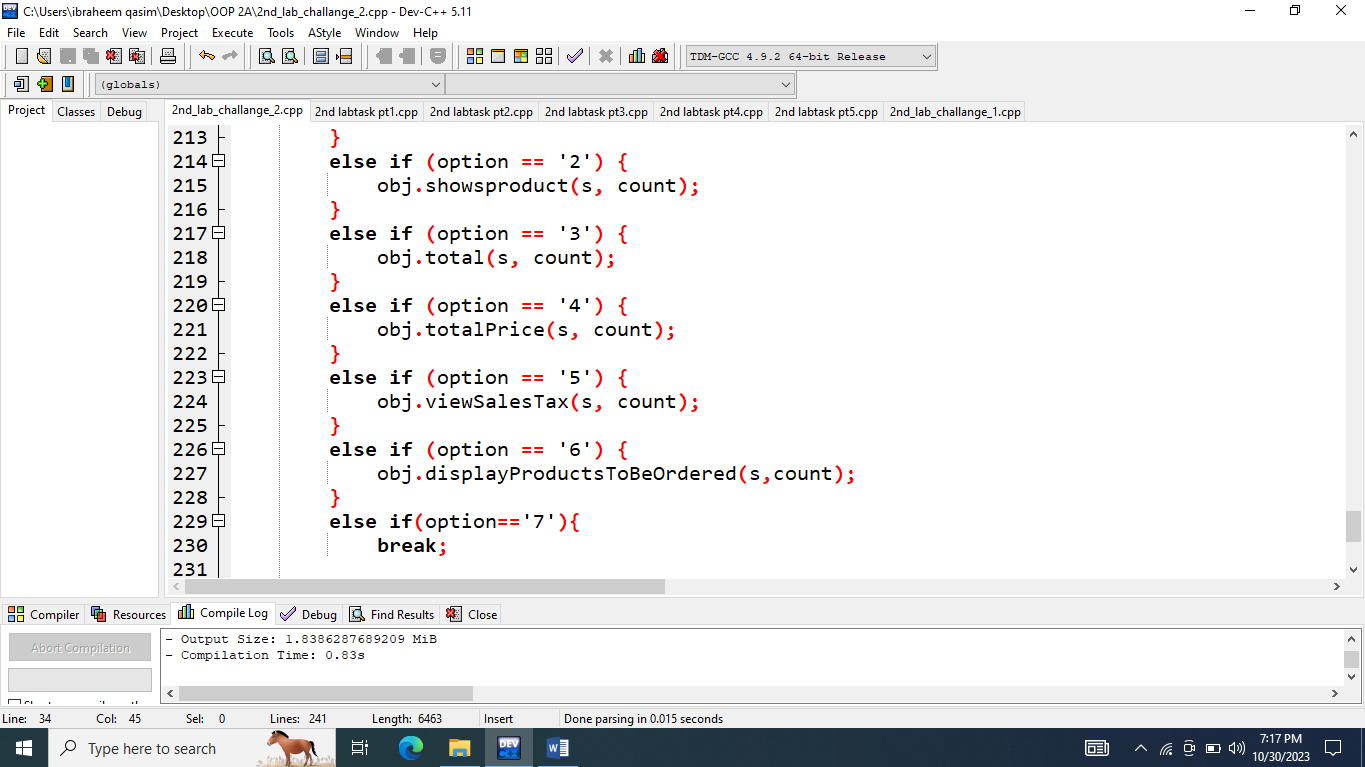 C:\Users\ibraheem qasim\Desktop\OOP 2A\2nd_lab_challange_2.cpp - Dev-C++ 5.11
File Edit Search View Project Execute Tools AStyle Window Help
TDM-GCC 4.9.2 64-bit Release
(globals)
Project Classes Debug 2nd_lab_challange_2.cpp 2nd labtask pt1.cpp 2nd labtask pt2.cpp 2nd labtask pt3.cpp 2nd labtask pt4.cpp 2nd labtask pt5.cpp 2nd_lab_challange_1.cpp
213 }
214 else if (option == '2') {
215 obj.showsproduct(s, count);
216 }
217 else if (option == '3') {
218 obj.total(s, count);
219 }
220 else if (option == '4') {
221 obj.totalPrice(s, count);
222 }
223 else if (option == '5') {
224 obj.viewSalesTax(s, count);
225 }
226 else if (option == '6') {
227 obj.displayProductsToBeOrdered(s,count);
228 }
229 else if(option=='7'){
230 break;
231
Compiler Resources Compile Log Debug Find Results Close
Abort Compilation
- Output Size: 1.8386287689209 MiB
- Compilation Time: 0.83s
Line: 34 Col: 45 Sel: 0 Lines: 241 Length: 6463 Insert Done parsing in 0.015 seconds
Type here to search
DEV
7:17 PM
10/30/2023